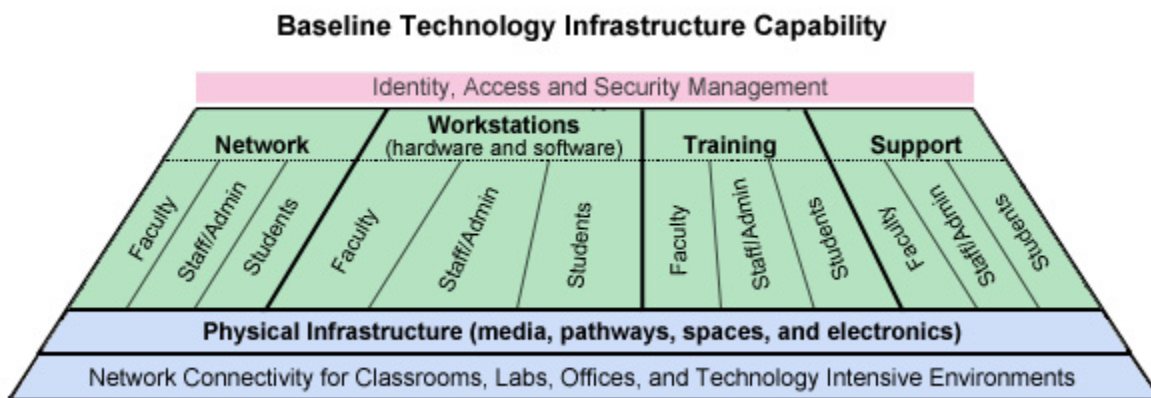 Baseline Technology Infrastructure Capability
Identity, Access and Security Management
Network
Workstations
(hardware and software)
Training
Support
Faculty
Staff/Admin
Students
Faculty
Staff/Admin
Students
Faculty
Staff/Admin
Students
Faculty
Staff/Admin
Students
Physical Infrastructure (media, pathways, spaces, and electronics)
Network Connectivity for Classrooms, Labs, Offices, and Technology Intensive Environments